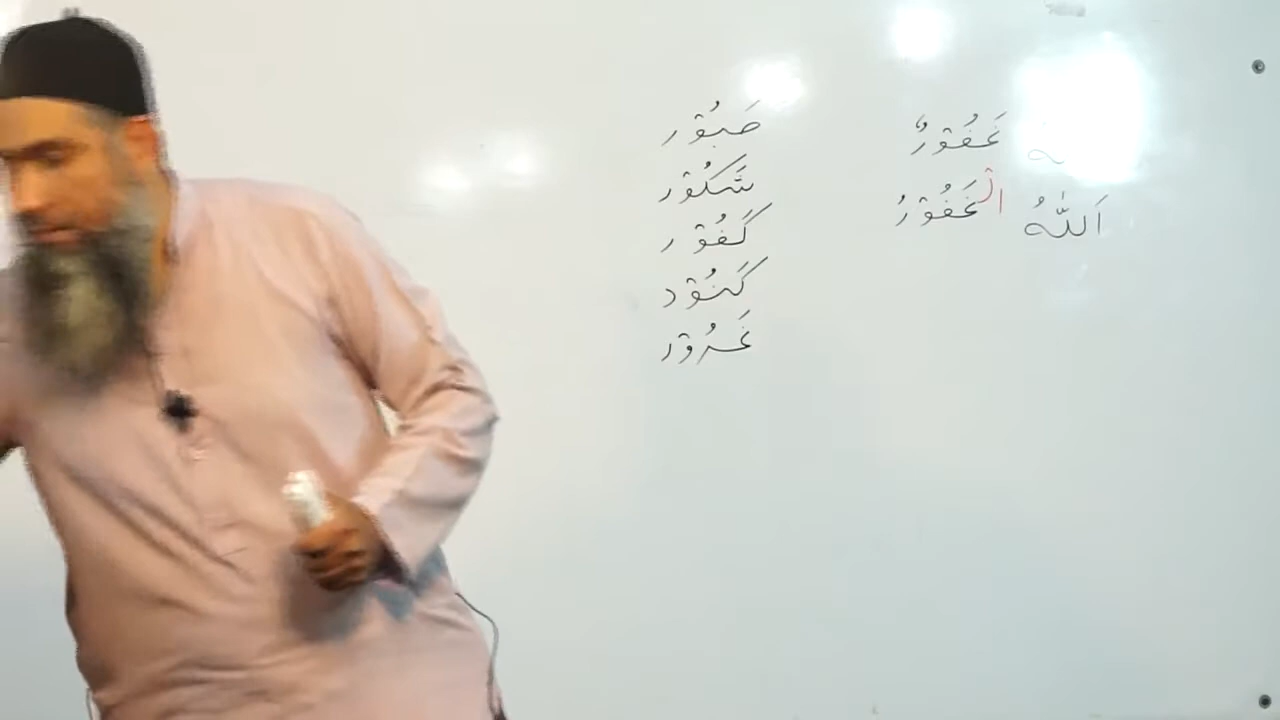 غَفُوْرٌ
اَللّٰهُ الْغَفُوْرُ
صَبُوْر
شَكُوْر
كَفُوْر
كَنُوْد
غَرُوْر